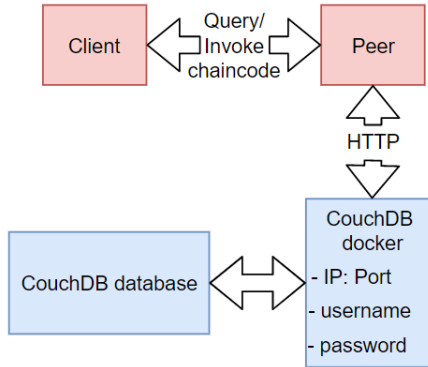 Client
Query/
Invoke
chaincode
Peer
HTTP
CouchDB database
CouchDB
docker
- IP: Port
- username
- password